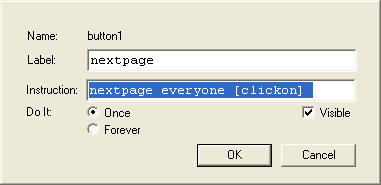 Name: button1
Label: nextpage
Instruction: nextpage everyone [clickon]
Do It: Once Visible
Forever
OK Cancel